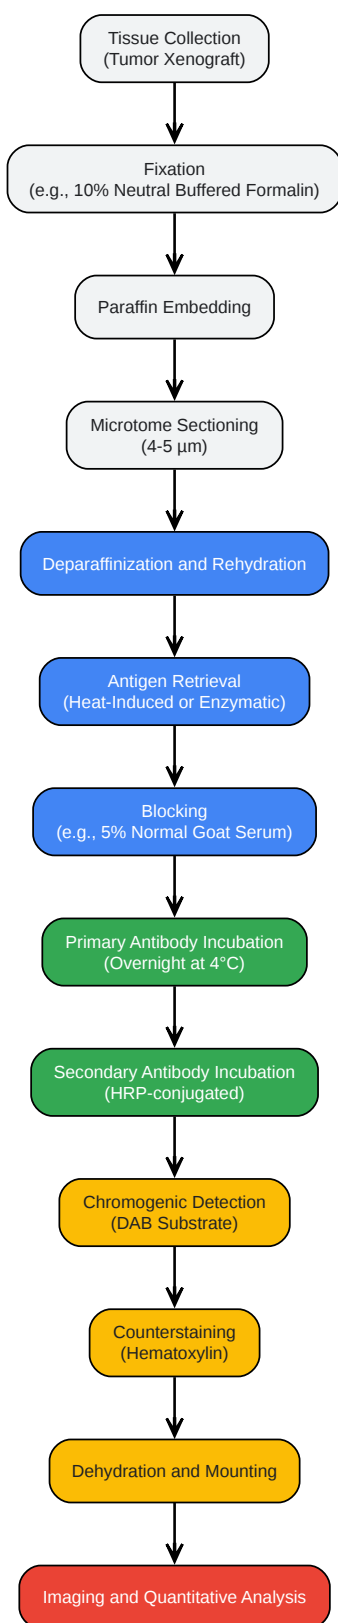 Tissue Collection
(Tumor Xenograft)
Fixation
(e.g., 10% Neutral Buffered Formalin)
Paraffin Embedding
Microtome Sectioning
(4-5 µm)
Deparaffinization and Rehydration
Antigen Retrieval
(Heat-Induced or Enzymatic)
Blocking
(e.g., 5% Normal Goat Serum)
Primary Antibody Incubation
(Overnight at 4°C)
Secondary Antibody Incubation
(HRP-conjugated)
Chromogenic Detection
(DAB Substrate)
Counterstaining
(Hematoxylin)
Dehydration and Mounting
Imaging and Quantitative Analysis